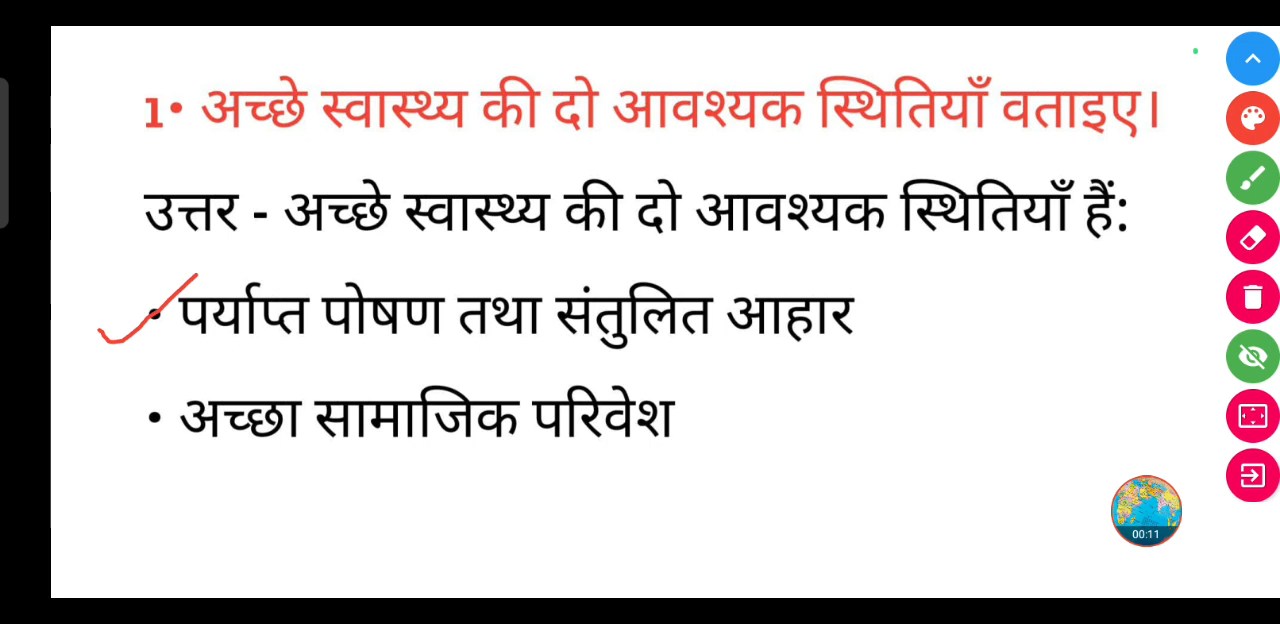 1• अच्छे स्वास्थ्य की दो आवश्यक स्थितियाँ वताइए।
उत्तर - अच्छे स्वास्थ्य की दो आवश्यक स्थितियाँ हैं:
• पर्याप्त पोषण तथा संतुलित आहार
• अच्छा सामाजिक परिवेश
00:11